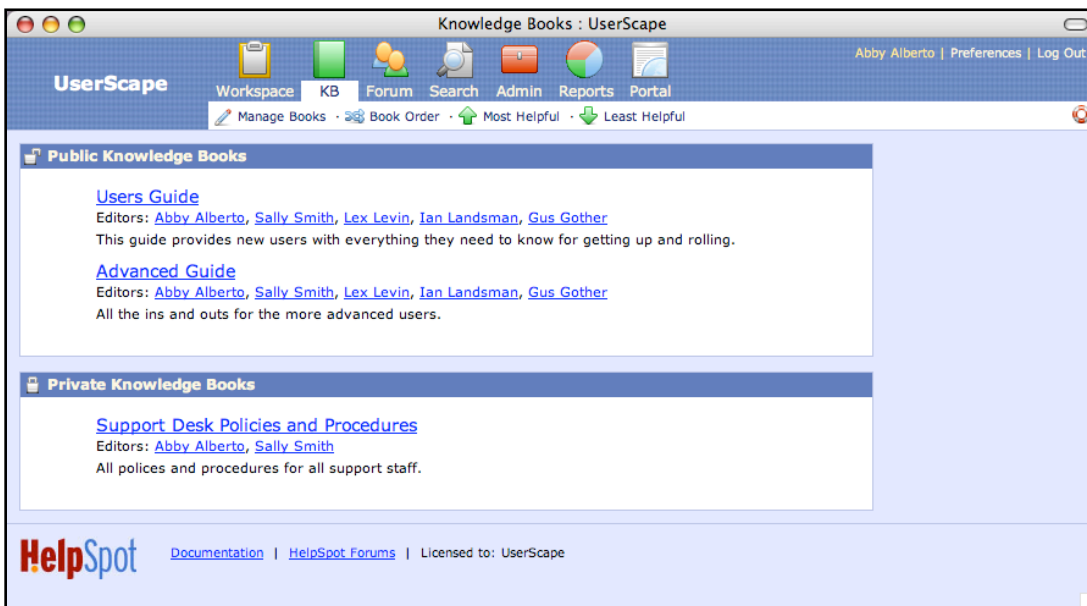 Knowledge Books : UserScape
Abby Alberto | Preferences | Log Out
UserScape
Workspace KB Forum Search Admin Reports Portal
Manage Books · Book Order · Most Helpful · Least Helpful
Public Knowledge Books
Users Guide
Editors: Abby Alberto, Sally Smith, Lex Levin, Ian Landsman, Gus Gother
This guide provides new users with everything they need to know for getting up and rolling.
Advanced Guide
Editors: Abby Alberto, Sally Smith, Lex Levin, Ian Landsman, Gus Gother
All the ins and outs for the more advanced users.
Private Knowledge Books
Support Desk Policies and Procedures
Editors: Abby Alberto, Sally Smith
All polices and procedures for all support staff.
HelpSpot
Documentation | HelpSpot Forums | Licensed to: UserScape